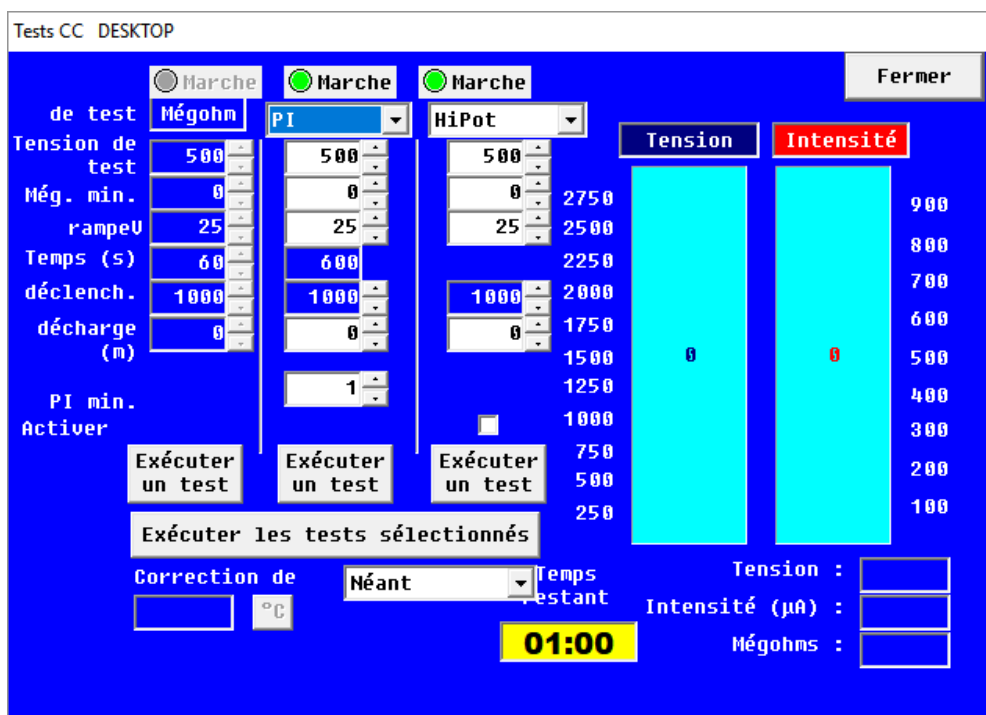 Tests CC DESKTOP
Fermer
Marche Marche Marche
de test Mégohm PI HiPot
Tension Intensité
Tension de
test
500 500 500
Még. min. 0 0 0
rampeV 25 25 25
Temps (s) 60 600
déclench. 1000 1000 1000
décharge
(m)
0 0 0
PI min. 1
Activer
Exécuter
un test
Exécuter
un test
Exécuter
un test
Exécuter les tests sélectionnés
2750
2500
2250
2000
1750
1500
1250
1000
750
500
250
0
0
900
800
700
600
500
400
300
200
100
Correction de
Néant
°C
Temps
restant
01:00
Tension :
Intensité (µA) :
Mégohms :